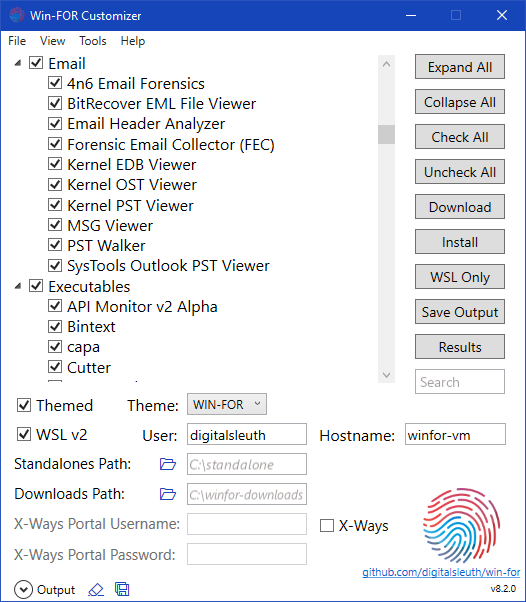 Win-FOR Customizer
File View Tools Help
Email
4n6 Email Forensics
BitRecover EML File Viewer
Email Header Analyzer
Forensic Email Collector (FEC)
Kernel EDB Viewer
Kernel OST Viewer
Kernel PST Viewer
MSG Viewer
PST Walker
SysTools Outlook PST Viewer
Executables
API Monitor v2 Alpha
Bintext
capa
Cutter
Expand All
Collapse All
Check All
Uncheck All
Download
Install
WSL Only
Save Output
Results
Search
Themed Theme: WIN-FOR
WSL v2 User: digitalsleuth Hostname: winfor-vm
Standalones Path: C:\standalone
Downloads Path: C:\winfor-downloads
X-Ways Portal Username: X-Ways
X-Ways Portal Password:
github.com/digitalsleuth/win-for
Output v8.2.0